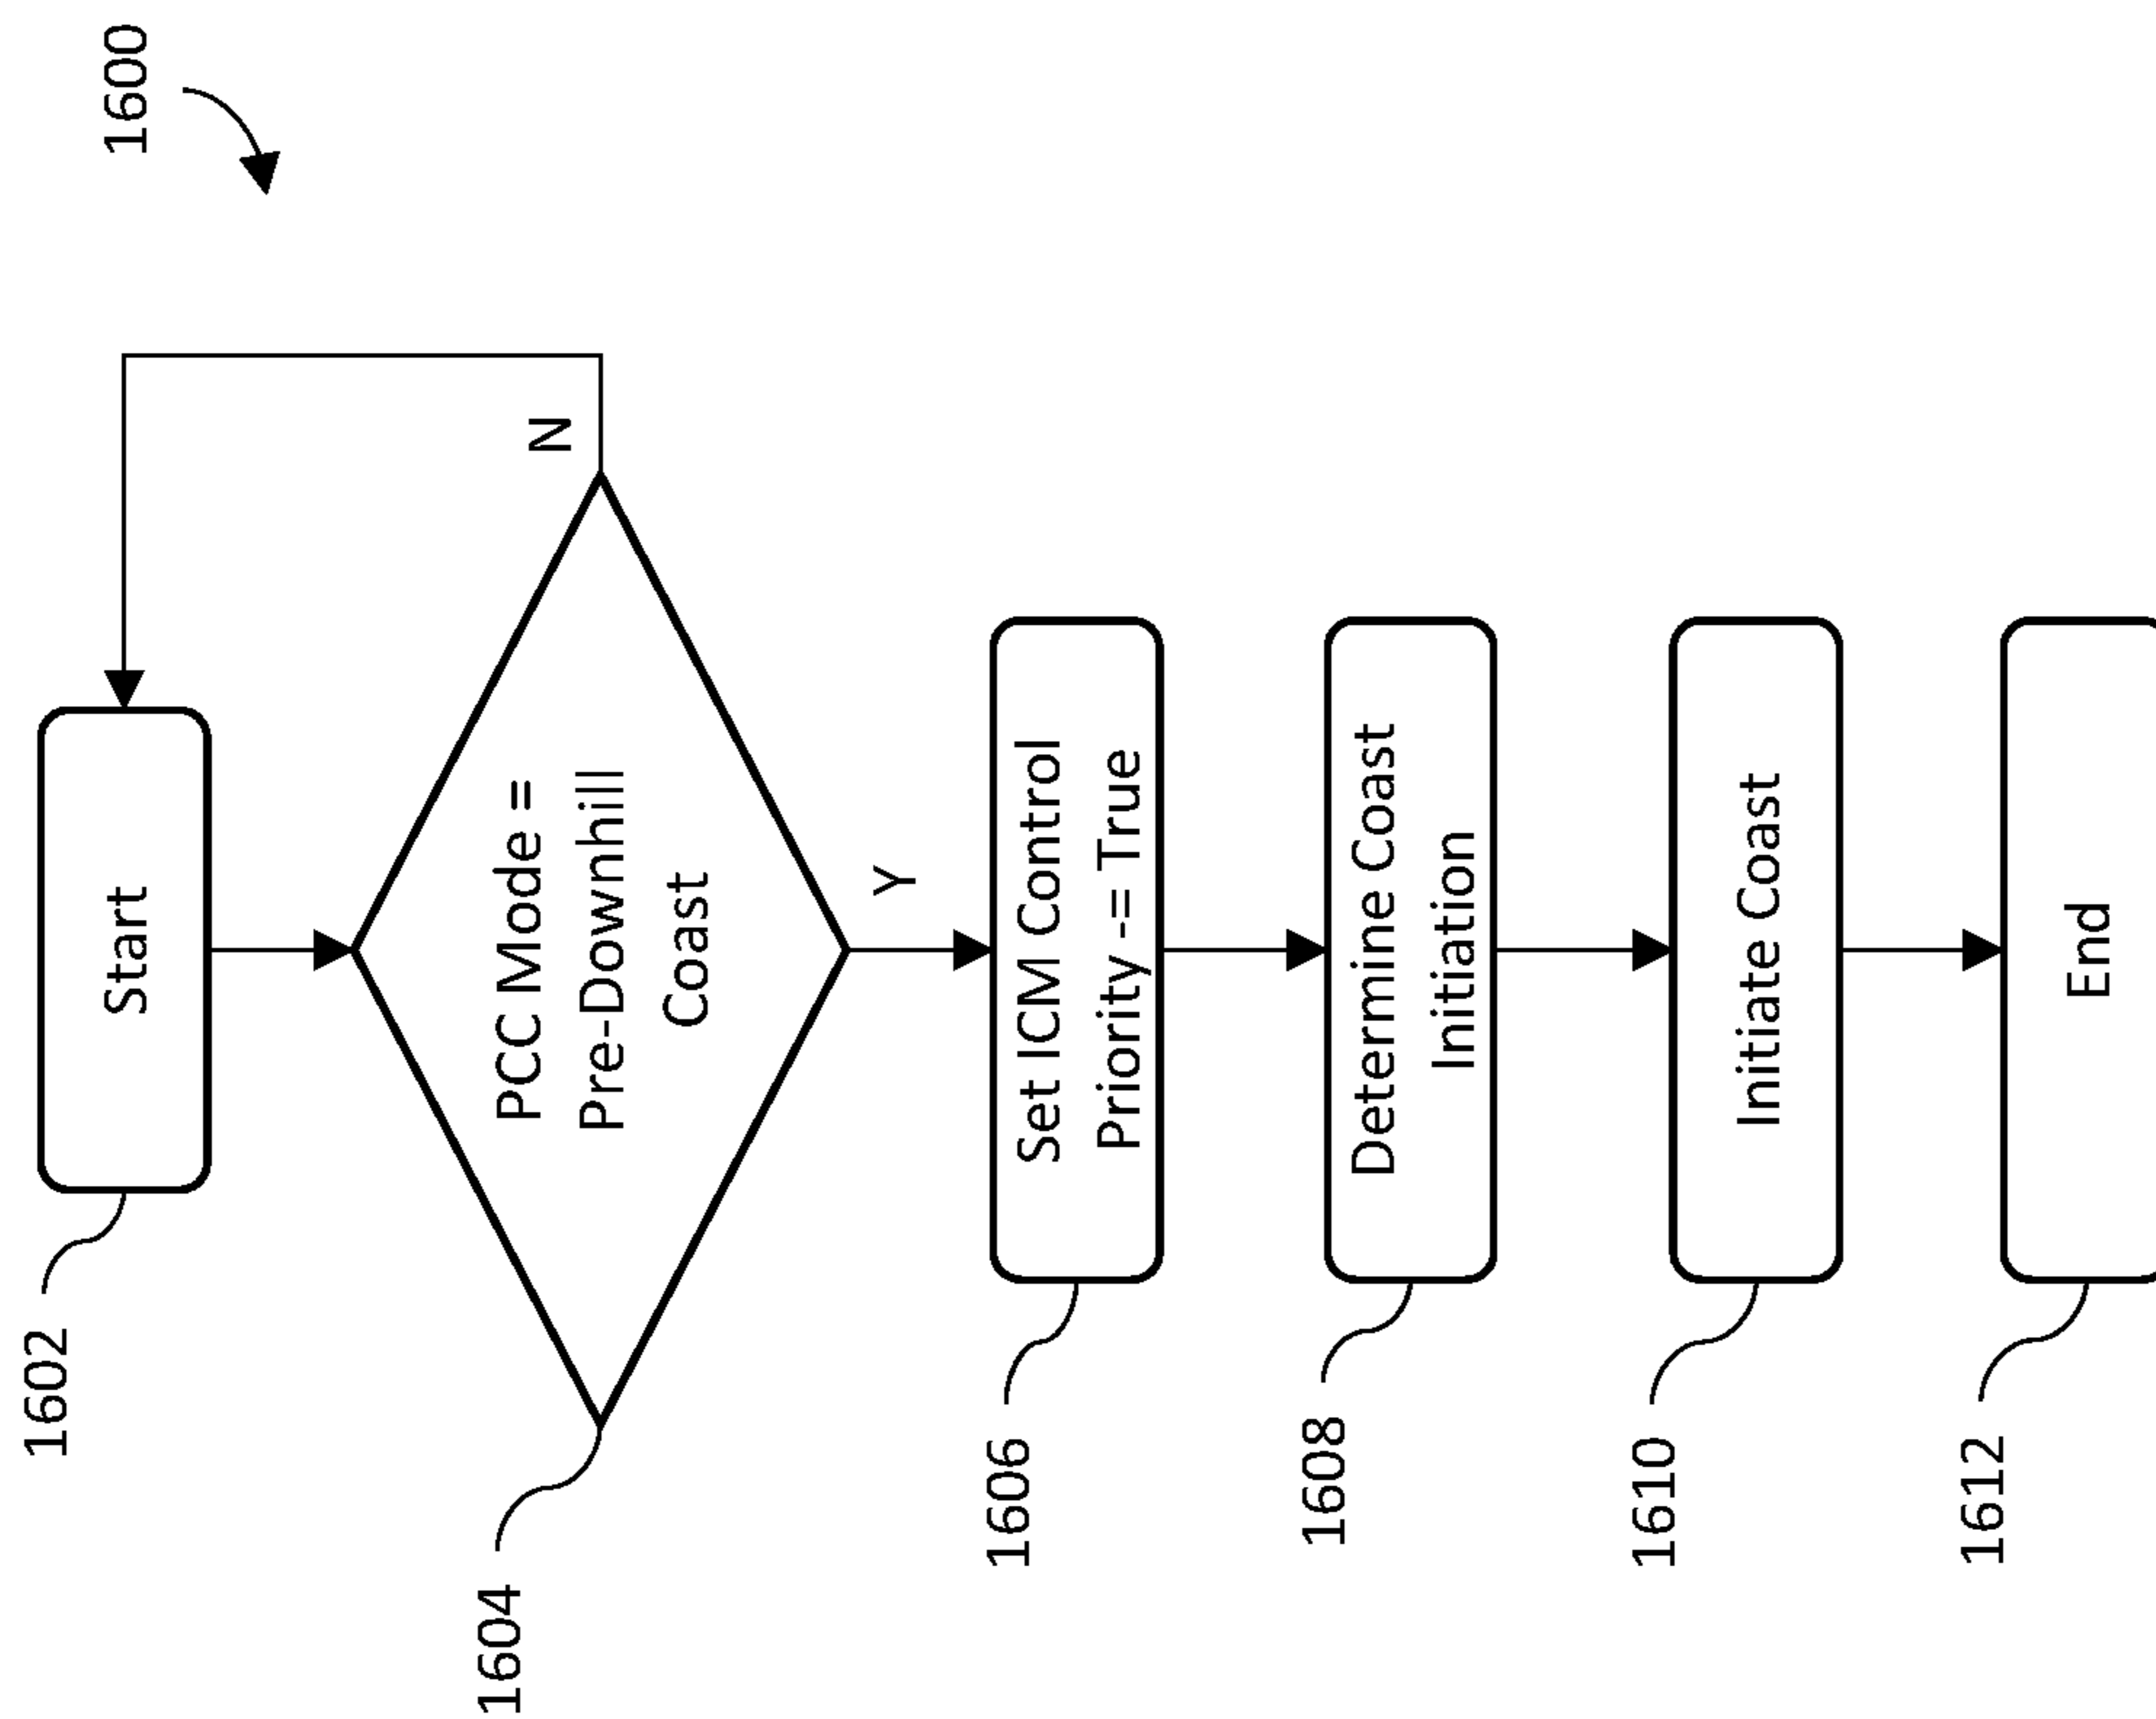 1600
1602
Start
1604
PCC Mode =
Pre-Downhill
Coast
N
Y
1606
Set ICM Control
Priority -= True
1608
Determine Coast
Initiation
1610
Initiate Coast
1612
End